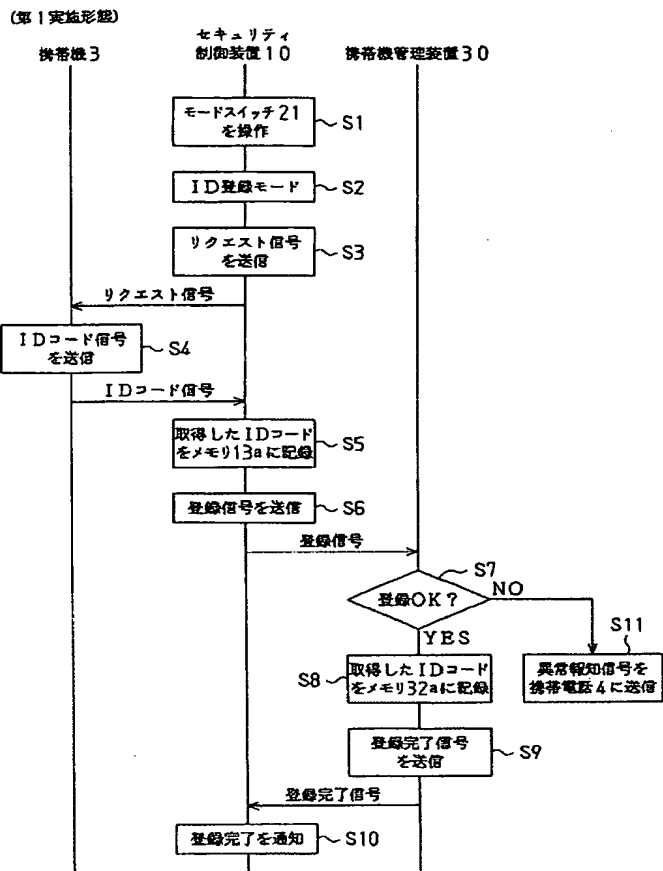 (第1実施形態)
携帯機3
セキュリティ
制御装置10
携帯機管理装置30
モードスイッチ21
を操作
S1
ID登録モード
S2
リクエスト信号
を送信
S3
リクエスト信号
IDコード信号
を送信
S4
IDコード信号
取得したIDコード
をメモリ13aに記録
S5
登録信号を送信
S6
登録信号
S7
登録OK?
NO
YES
S11
S8
取得したIDコード
をメモリ32aに記録
異常報知信号を
携帯電話4に送信
登録完了信号
を送信
S9
登録完了信号
登録完了を通知
S10